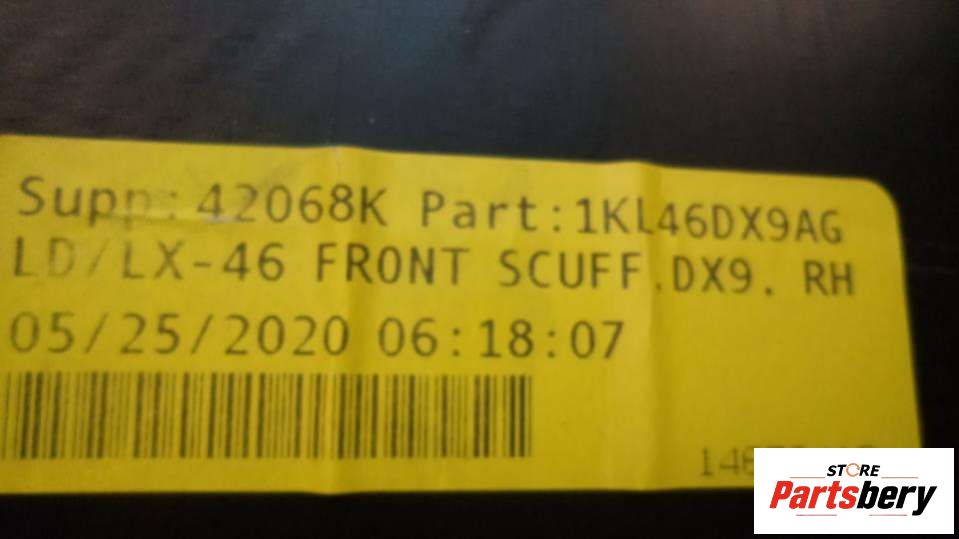 Supp: 42068K Part:1KL46DX9AG
LD/LX-46 FRONT SCUFF.DX9. RH
05/25/2020 06:18:07
STORE
Partsbery